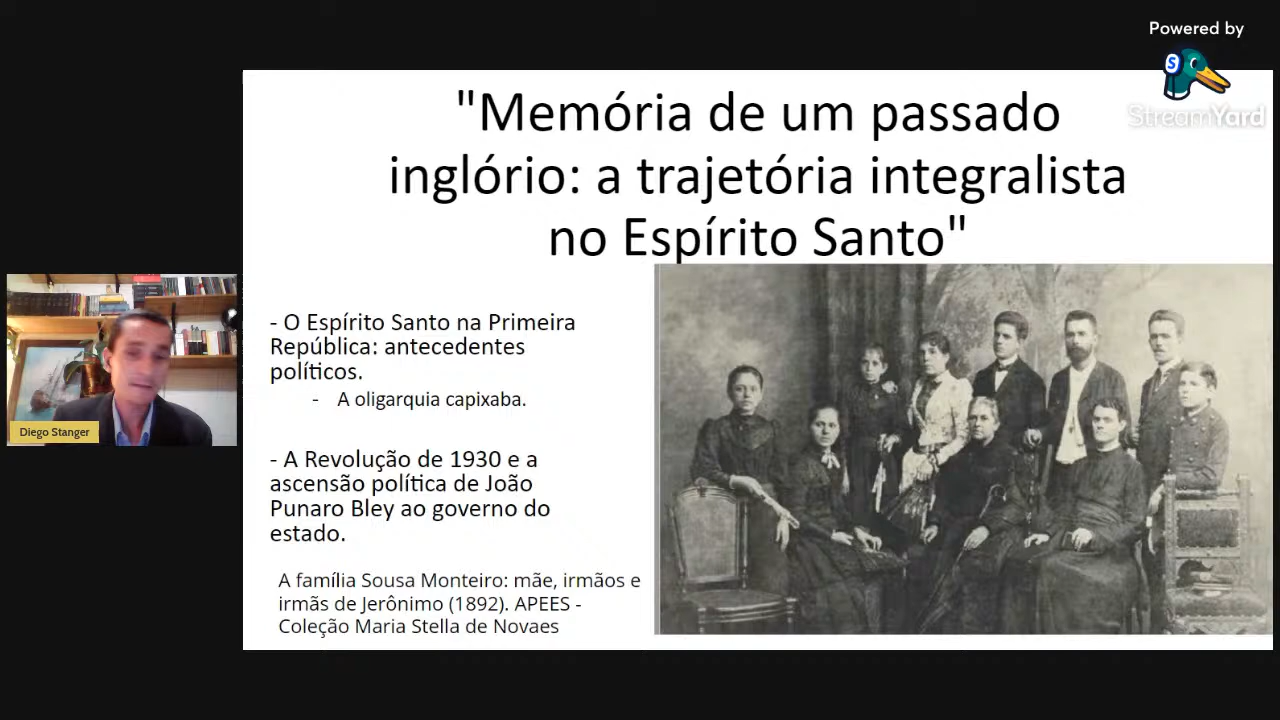 Powered by
StreamYard
"Memória de um passado
inglório: a trajetória integralista
no Espírito Santo"
- O Espírito Santo na Primeira
República: antecedentes
políticos.
- A oligarquia capixaba.
- A Revolução de 1930 e a
ascensão política de João
Punaro Bley ao governo do
estado.
A família Sousa Monteiro: mãe, irmãos e
irmãs de Jerônimo (1892). APEES -
Coleção Maria Stella de Novaes
Diego Stanger